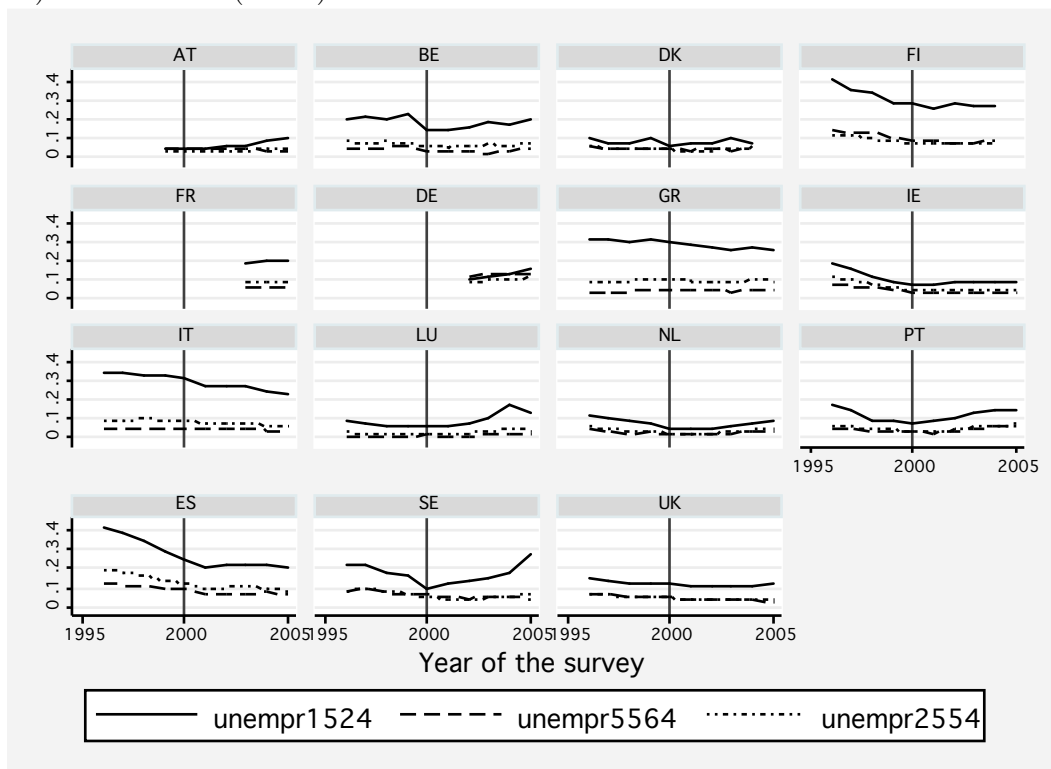 AT BE DK FI
0 .1 .2 .3 .4
FR DE GR IE
0 .1 .2 .3 .4
IT LU NL PT
0 .1 .2 .3 .4
1995 2000 2005
ES SE UK
0 .1 .2 .3 .4
1995 2000 2005 1995 2000 2005 1995 2000 2005
Year of the survey
unempr1524 unempr5564 unempr2554